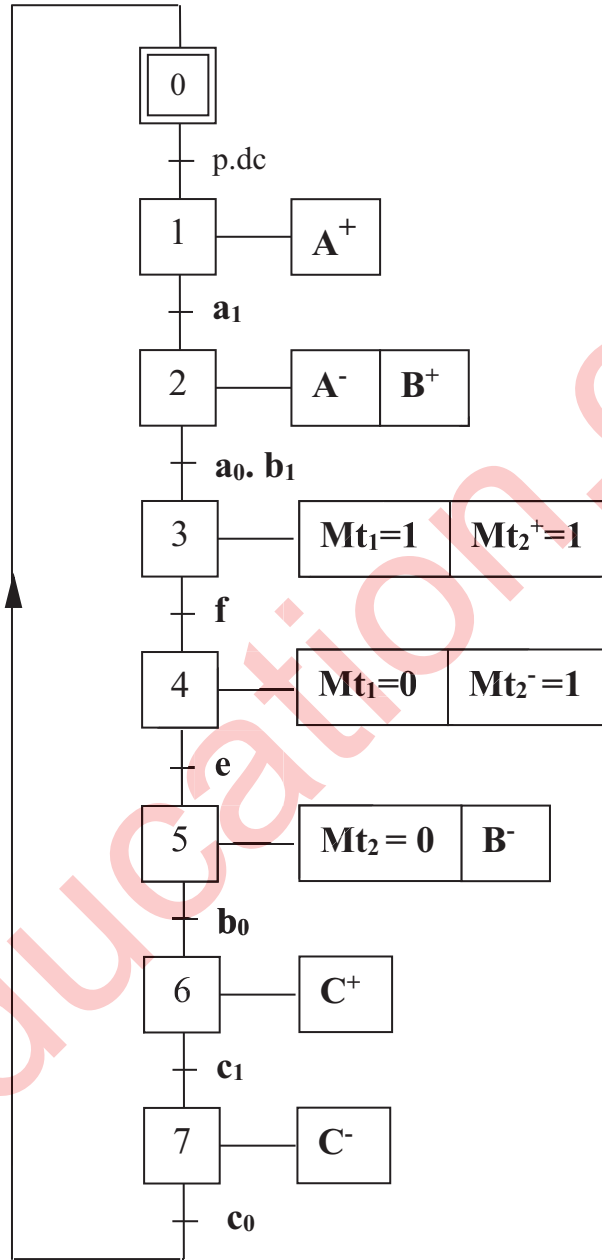 0
p.dc
1 A⁺
a₁
2 A⁻ B⁺
a₀. b₁
3 Mt₁=1 Mt₂⁺=1
f
4 Mt₁=0 Mt₂⁻=1
e
5 Mt₂ = 0 B⁻
b₀
6 C⁺
c₁
7 C⁻
c₀
ducation.